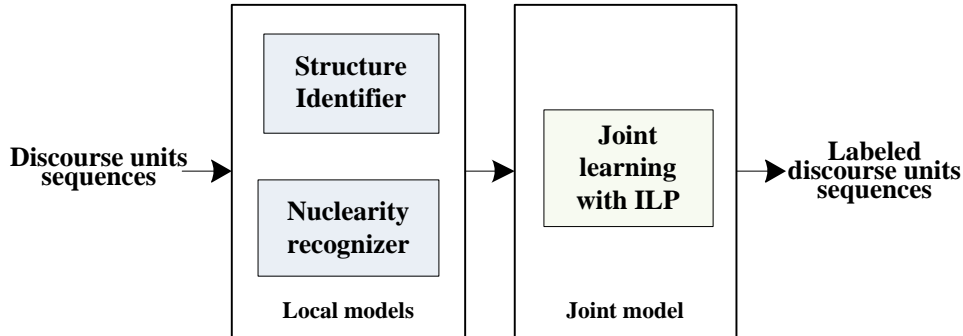 Discourse units
sequences
Structure
Identifier
Nuclearity
recognizer
Local models
Joint
learning
with ILP
Joint model
Labeled
discourse units
sequences